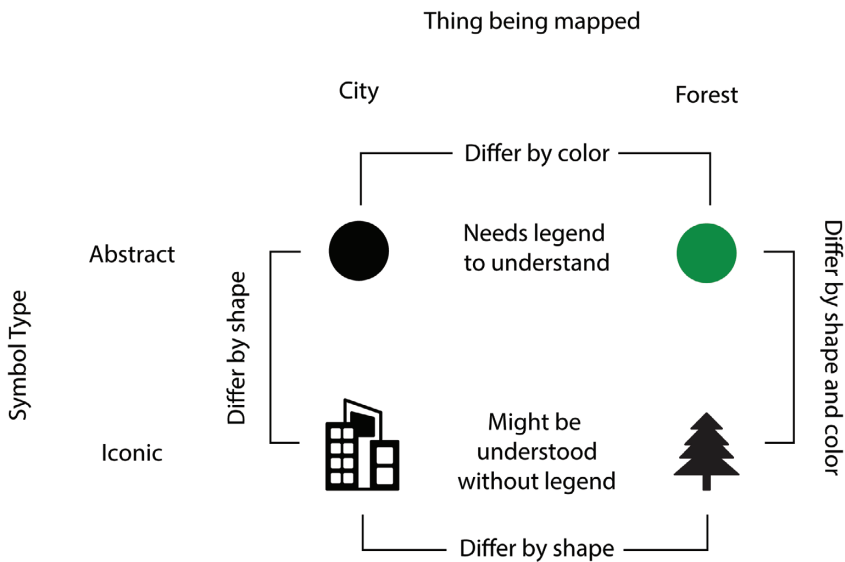 Thing being mapped
City
Forest
Differ by color
Abstract
Needs legend
to understand
Differ by shape
Differ by shape and color
Symbol Type
Iconic
Might be
understood
without legend
Differ by shape